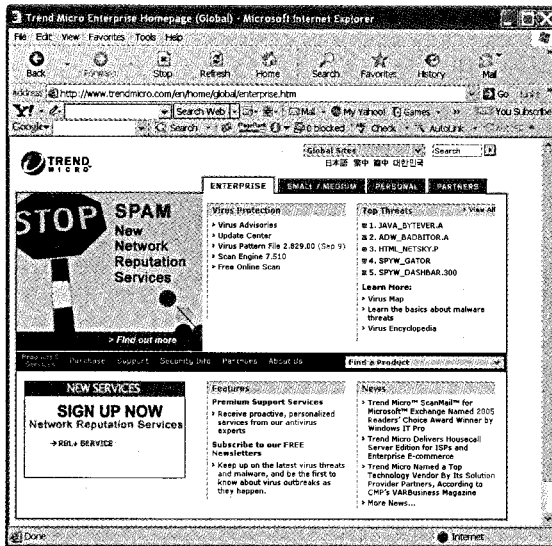 Trend Micro Enterprise Homepage (Global) - Microsoft Internet Explorer
File Edit View Favorites Tools Help
Back Forward Stop Refresh Home Search Favorites History Mail
Address http://www.trendmicro.com/en/home/global/enterprise.htm Go Links
Y! Search Web Mail My Yahoo! Games You Subscribe
Google Search 0 blocked Check AutoLink
TREND MICRO
Global Sites Search
日本語 繁中 簡中 대한민국
ENTERPRISE SMALL / MEDIUM PERSONAL PARTNERS
STOP
SPAM
New
Network
Reputation
Services
> Find out more
Virus Protection
> Virus Advisories
> Update Center
> Virus Pattern File 2.829.00 (Sep 9)
> Scan Engine 7.510
> Free Online Scan
Top Threats > View All
1. JAVA_BYTEVER.A
2. ADW_BADBITOR.A
3. HTML_NETSKY.P
4. SPYW_GATOR
5. SPYW_DASHBAR.300
Learn More:
> Virus Map
> Learn the basics about malware
threats
> Virus Encyclopedia
Products & Services Purchase Support Security Info Partners About Us Find a Product
NEW SERVICES
SIGN UP NOW
Network Reputation Services
→ RBL+ SERVICE
Features
Premium Support Services
> Receive proactive, personalized
services from our antivirus
experts
Subscribe to our FREE
Newsletters
> Keep up on the latest virus threats
and malware, and be the first to
know about virus outbreaks as
they happen.
News
> Trend Micro™ ScanMail™ for
Microsoft™ Exchange Named 2005
Readers' Choice Award Winner by
Windows IT Pro
> Trend Micro Delivers Housecall
Server Edition for ISPs and
Enterprise E-commerce
> Trend Micro Named a Top
Technology Vendor By Its Solution
Provider Partners, According to
CMP's VARBusiness Magazine
> More News...
Done Internet